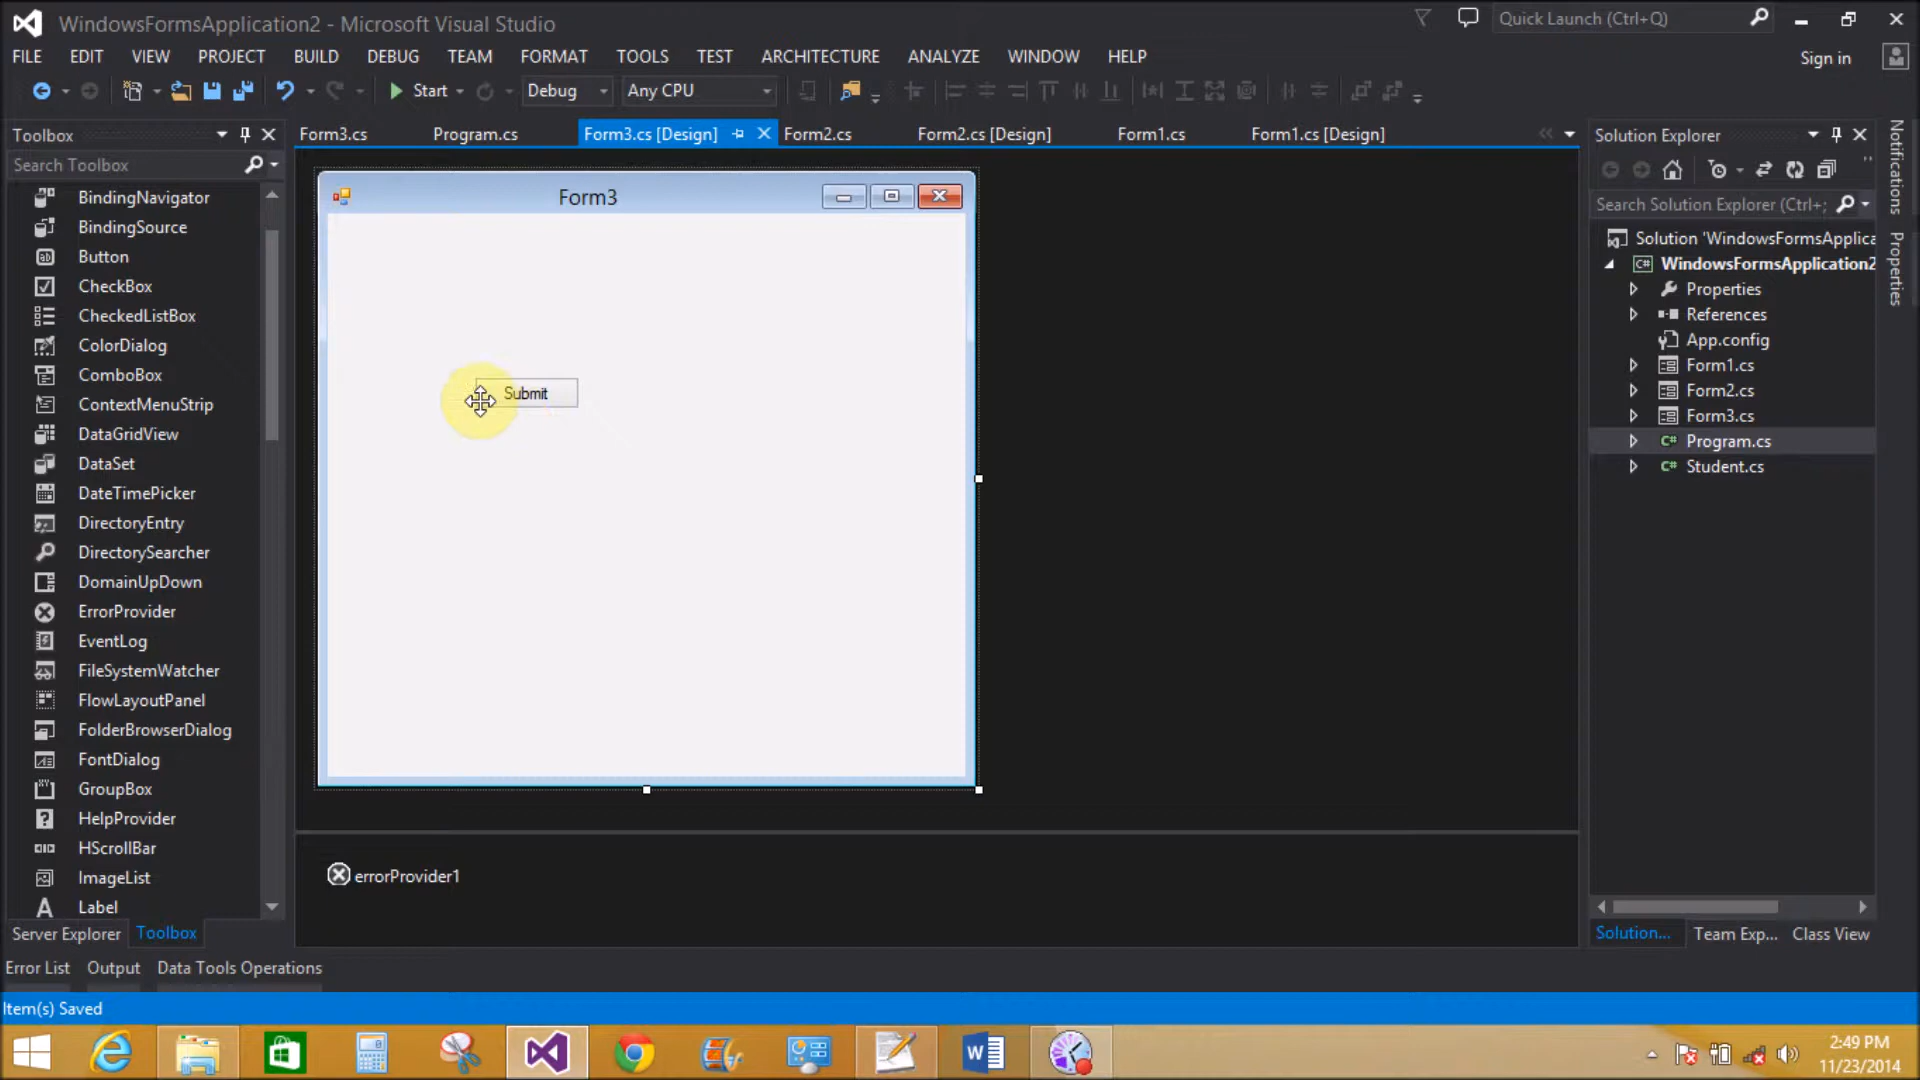 WindowsFormsApplication2 - Microsoft Visual Studio
Quick Launch (Ctrl+Q)
FILE EDIT VIEW PROJECT BUILD DEBUG TEAM FORMAT TOOLS TEST ARCHITECTURE ANALYZE WINDOW HELP
Sign in
Start Debug Any CPU
Toolbox
Form3.cs Program.cs Form3.cs [Design] Form2.cs Form2.cs [Design] Form1.cs Form1.cs [Design]
Solution Explorer
Notifications
Properties
Search Toolbox
BindingNavigator
BindingSource
Button
CheckBox
CheckedListBox
ColorDialog
ComboBox
ContextMenuStrip
DataGridView
DataSet
DateTimePicker
DirectoryEntry
DirectorySearcher
DomainUpDown
ErrorProvider
EventLog
FileSystemWatcher
FlowLayoutPanel
FolderBrowserDialog
FontDialog
GroupBox
HelpProvider
HScrollBar
ImageList
Label
Server Explorer Toolbox
Form3
Submit
errorProvider1
Search Solution Explorer (Ctrl+;
Solution 'WindowsFormsApplica
WindowsFormsApplication2
Properties
References
App.config
Form1.cs
Form2.cs
Form3.cs
Program.cs
Student.cs
Solution... Team Exp... Class View
Error List Output Data Tools Operations
Item(s) Saved
2:49 PM
11/23/2014